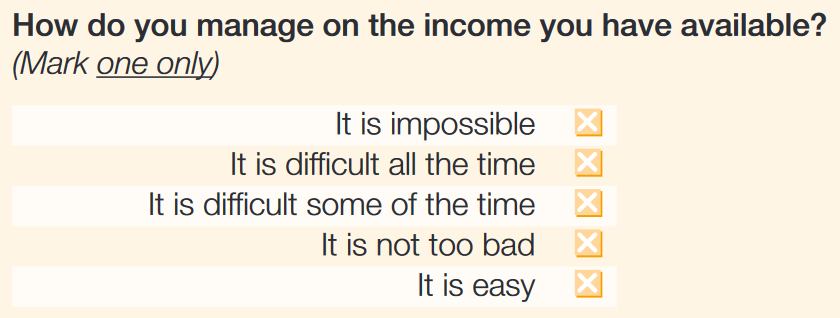 How do you manage on the income you have available?
(Mark one only)
It is impossible
It is difficult all the time
It is difficult some of the time
It is not too bad
It is easy